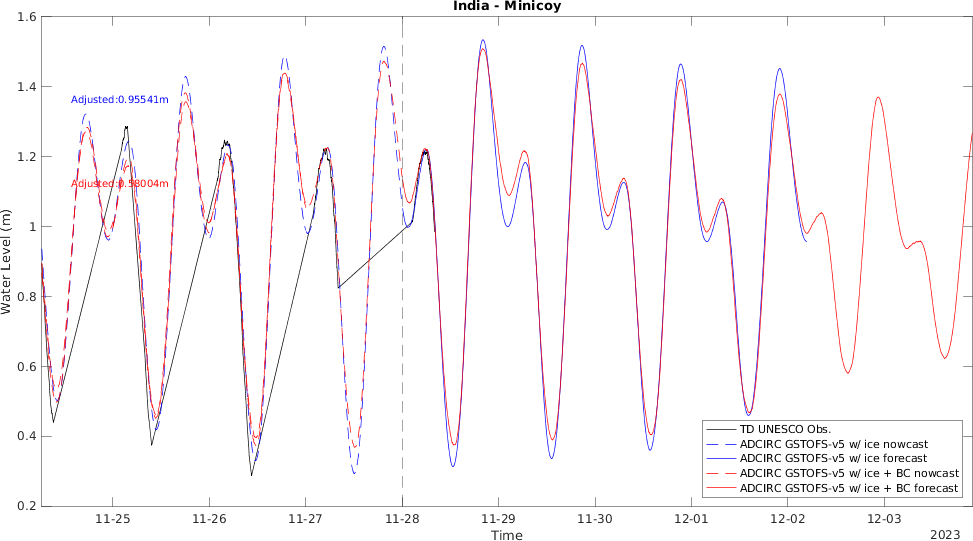 India - Minicoy
Water Level (m)
1.6
1.4
1.2
1
0.8
0.6
0.4
0.2
Adjusted:0.95541m
Adjusted:0.58004m
TD UNESCO Obs.
ADCIRC GSTOFS-v5 w/ ice nowcast
ADCIRC GSTOFS-v5 w/ ice forecast
ADCIRC GSTOFS-v5 w/ ice + BC nowcast
ADCIRC GSTOFS-v5 w/ ice + BC forecast
11-25 11-26 11-27 11-28 11-29 11-30 12-01 12-02 12-03
Time
2023